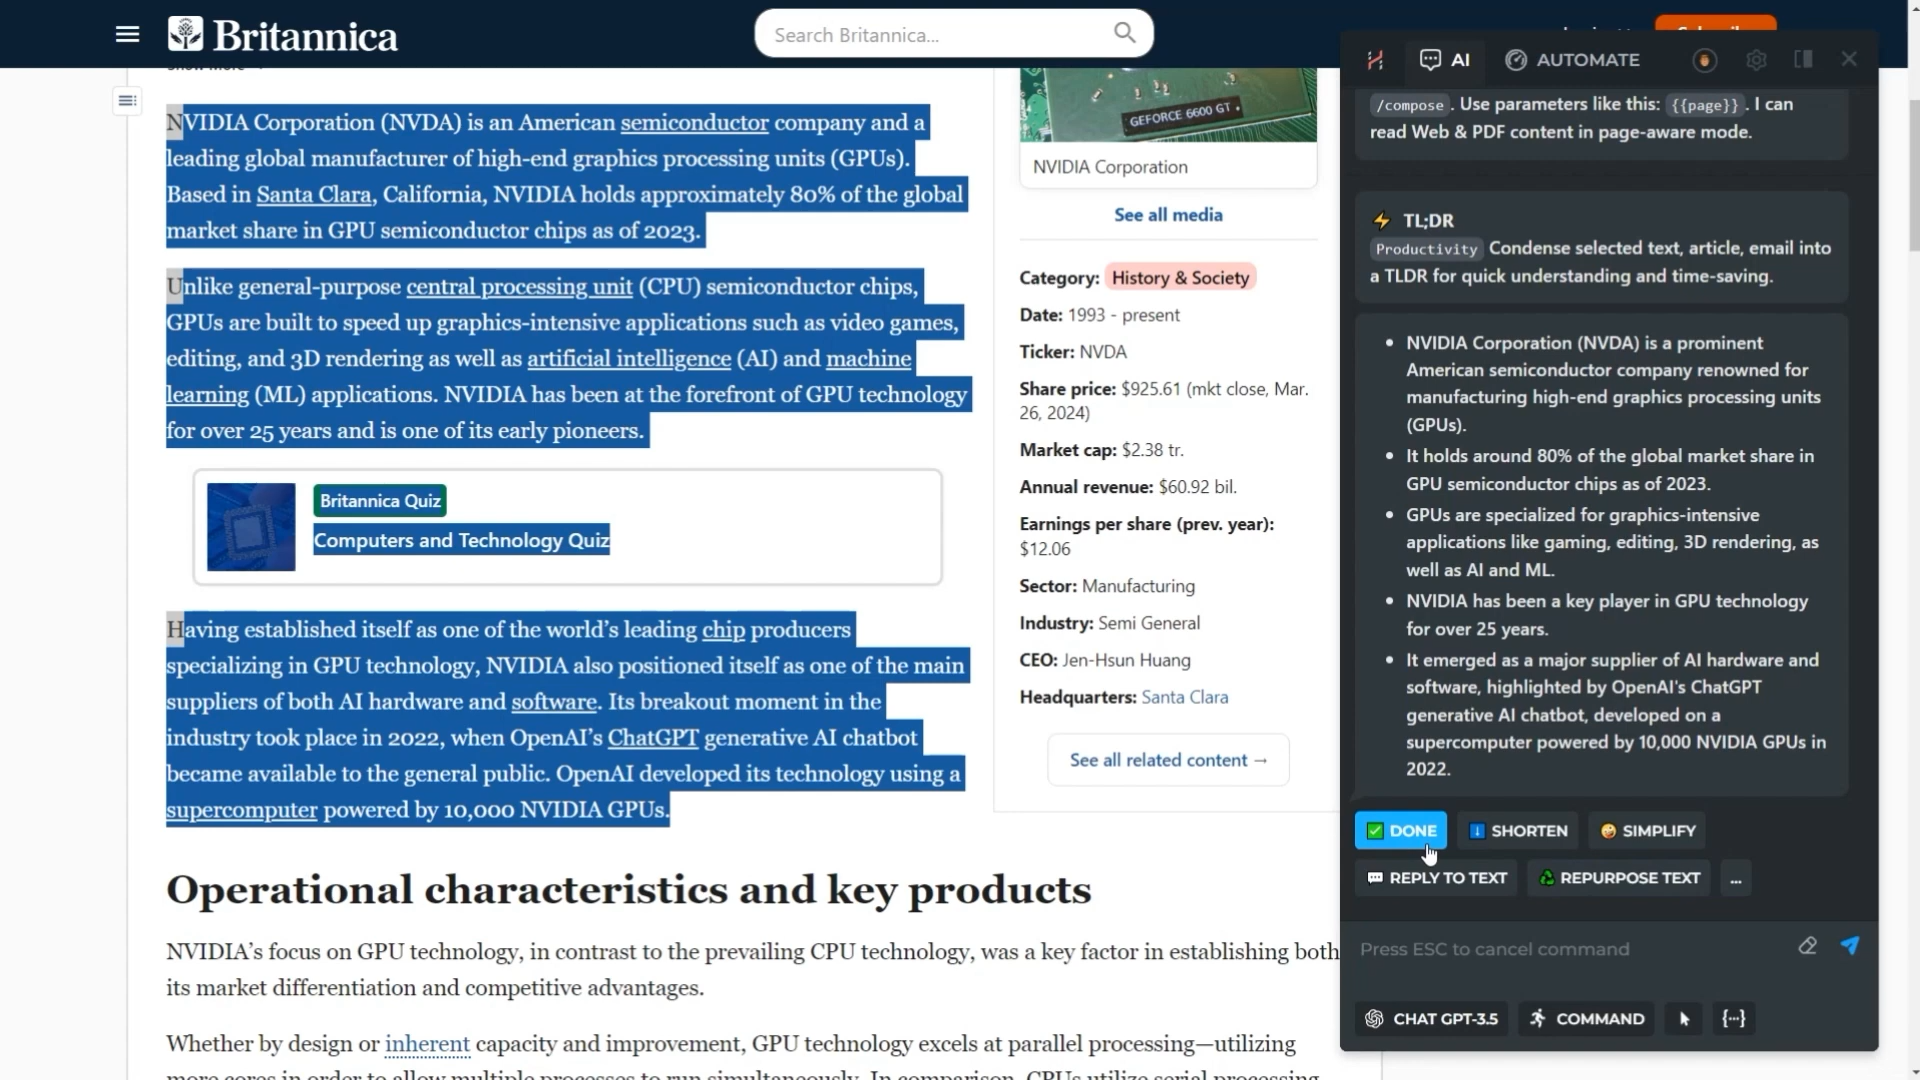 Britannica
Search Britannica...
NVIDIA Corporation (NVDA) is an American semiconductor company and a
leading global manufacturer of high-end graphics processing units (GPUs).
Based in Santa Clara, California, NVIDIA holds approximately 80% of the global
market share in GPU semiconductor chips as of 2023.
Unlike general-purpose central processing unit (CPU) semiconductor chips,
GPUs are built to speed up graphics-intensive applications such as video games,
editing, and 3D rendering as well as artificial intelligence (AI) and machine
learning (ML) applications. NVIDIA has been at the forefront of GPU technology
for over 25 years and is one of its early pioneers.
Britannica Quiz
Computers and Technology Quiz
Having established itself as one of the world’s leading chip producers
specializing in GPU technology, NVIDIA also positioned itself as one of the main
suppliers of both AI hardware and software. Its breakout moment in the
industry took place in 2022, when OpenAI’s ChatGPT generative AI chatbot
became available to the general public. OpenAI developed its technology using a
supercomputer powered by 10,000 NVIDIA GPUs.
Operational characteristics and key products
NVIDIA’s focus on GPU technology, in contrast to the prevailing CPU technology, was a key factor in establishing both
its market differentiation and competitive advantages.
Whether by design or inherent capacity and improvement, GPU technology excels at parallel processing—utilizing
more cores in order to allow multiple processes to run simultaneously. In comparison, CPUs utilize serial processing
GEFORCE 6600 GT
NVIDIA Corporation
See all media
Category: History & Society
Date: 1993 - present
Ticker: NVDA
Share price: $925.61 (mkt close, Mar.
26, 2024)
Market cap: $2.38 tr.
Annual revenue: $60.92 bil.
Earnings per share (prev. year):
$12.06
Sector: Manufacturing
Industry: Semi General
CEO: Jen-Hsun Huang
Headquarters: Santa Clara
See all related content →
AI
AUTOMATE
/compose. Use parameters like this: {{page}}. I can
read Web & PDF content in page-aware mode.
TL;DR
Productivity Condense selected text, article, email into
a TLDR for quick understanding and time-saving.
• NVIDIA Corporation (NVDA) is a prominent
American semiconductor company renowned for
manufacturing high-end graphics processing units
(GPUs).
• It holds around 80% of the global market share in
GPU semiconductor chips as of 2023.
• GPUs are specialized for graphics-intensive
applications like gaming, editing, 3D rendering, as
well as AI and ML.
• NVIDIA has been a key player in GPU technology
for over 25 years.
• It emerged as a major supplier of AI hardware and
software, highlighted by OpenAI's ChatGPT
generative AI chatbot, developed on a
supercomputer powered by 10,000 NVIDIA GPUs in
2022.
DONE
SHORTEN
SIMPLIFY
REPLY TO TEXT
REPURPOSE TEXT
...
Press ESC to cancel command
CHAT GPT-3.5
COMMAND
{...}